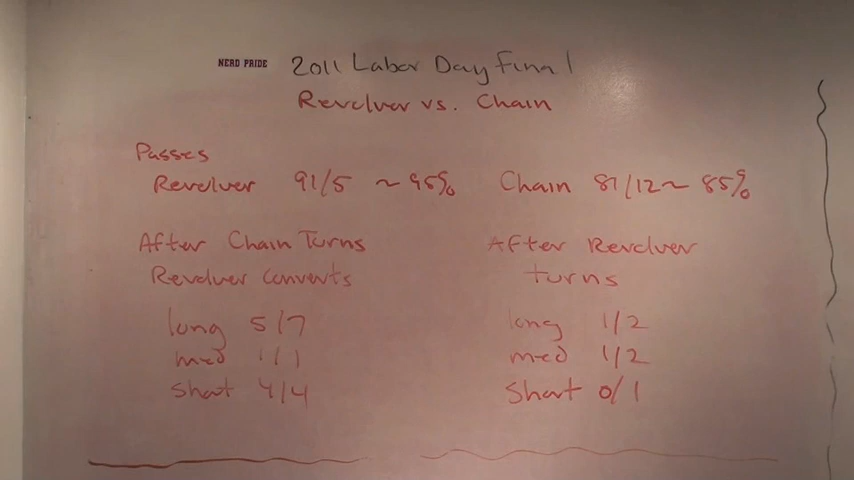 NERD PRIDE 2011 Labor Day Final
Revolver vs. Chain
Passes
Revolver 91/5 ~ 95% Chain 81/12 ~ 85%
After Chain Turns
Revolver Converts
long 5/7
med 1/1
Short 4/4
After Revolver
turns
long 1/2
med 1/2
Short 0/1